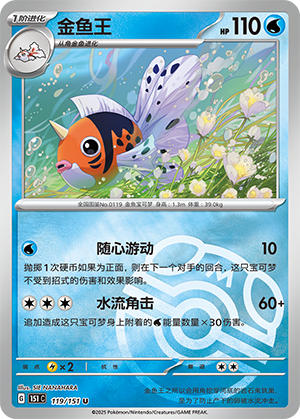 1阶进化
金鱼王
HP 110
从角金鱼进化
全国图鉴No.0119 金鱼宝可梦 身高：1.3m 体重：39.0kg
随心游动 10
抛掷1次硬币如果为正面，则在下一个对手的回合，这只宝可梦
不受到招式的伤害和效果影响。
水流角击 60+
追加造成这只宝可梦身上附着的能量数量×30伤害。
弱点 ×2 抵抗力 撤退
Illus. SIE NANAHARA
G 151 C 119/151 U
©2025 Pokémon/Nintendo/Creatures/GAME FREAK.